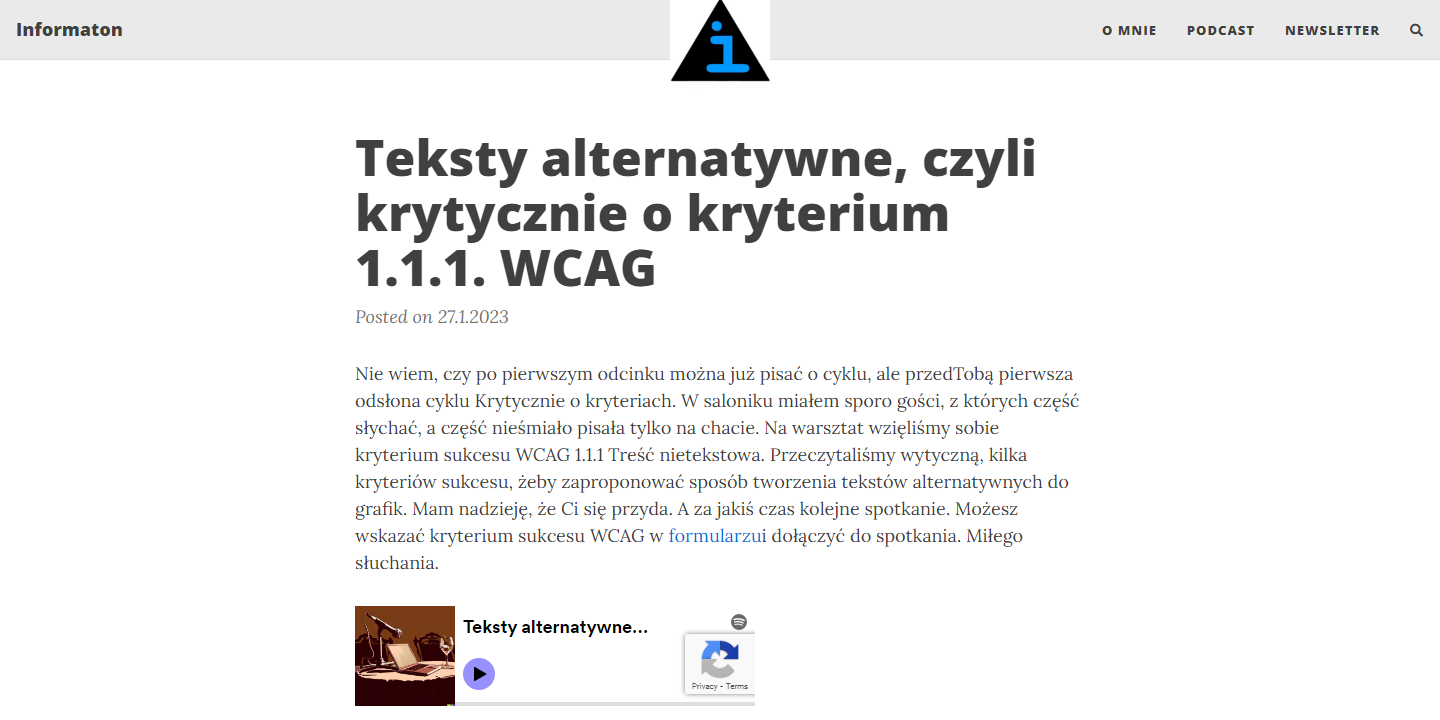 Informaton
i
O MNIE
PODCAST
NEWSLETTER
Teksty alternatywne, czyli
krytycznie o kryterium
1.1.1. WCAG
Posted on 27.1.2023
Nie wiem, czy po pierwszym odcinku można już pisać o cyklu, ale przedTobą pierwsza
odsłona cyklu Krytycznie o kryteriach. W saloniku miałem sporo gości, z których część
słychać, a część nieśmiało pisała tylko na chacie. Na warsztat wzięliśmy sobie
kryterium sukcesu WCAG 1.1.1 Treść nietekstowa. Przeczytaliśmy wytyczną, kilka
kryteriów sukcesu, żeby zaproponować sposób tworzenia tekstów alternatywnych do
grafik. Mam nadzieję, że Ci się przyda. A za jakiś czas kolejne spotkanie. Możesz
wskazać kryterium sukcesu WCAG w formularzui dołączyć do spotkania. Miłego
słuchania.
Teksty alternatywne...
Privacy - Terms